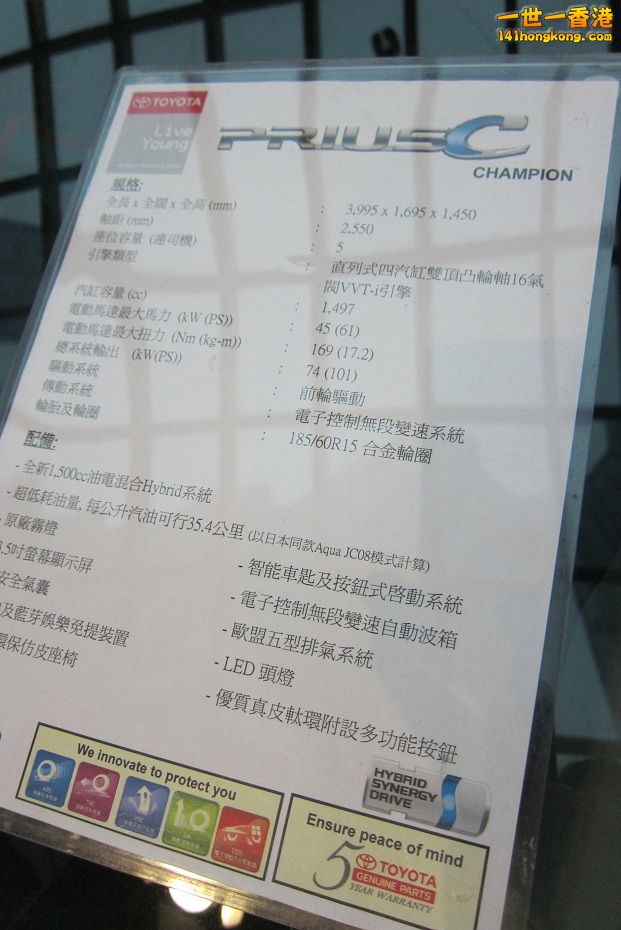 一世一香港
141hongkong.com
TOYOTA
Live
Young
PRIUS C
CHAMPION
規格:
全長 x 全闊 x 全高 (mm) : 3,995 x 1,695 x 1,450
軸距 (mm) : 2,550
座位容量 (連司機) : 5
引擎類型 : 直列式四汽缸雙頂凸輪軸16氣
閥VVT-i引擎
汽缸容量 (cc) : 1,497
電動馬達最大馬力 (kW (PS)) : 45 (61)
電動馬達最大扭力 (Nm (kg-m)) : 169 (17.2)
總系統輸出 (kW(PS)) : 74 (101)
驅動系統 : 前輪驅動
傳動系統 : 電子控制無段變速系統
輪胎及輪圈 : 185/60R15 合金輪圈
配備:
- 全新1,500cc油電混合Hybrid系統
- 超低耗油量, 每公升汽油可行35.4公里 (以日本同款Aqua JC08模式計算)
原廠霧燈
.5吋螢幕顯示屏
安全氣囊
及藍芽娛樂免提裝置
環保仿皮座椅
- 智能車匙及按鈕式啓動系統
- 電子控制無段變速自動波箱
- 歐盟五型排氣系統
- LED 頭燈
- 優質真皮軚環附設多功能按鈕
HYBRID
SYNERGY
DRIVE
We innovate to protect you
ABS
TRC
VSC
BA
EBD
Ensure peace of mind
5
TOYOTA
GENUINE PARTS
YEAR WARRANTY